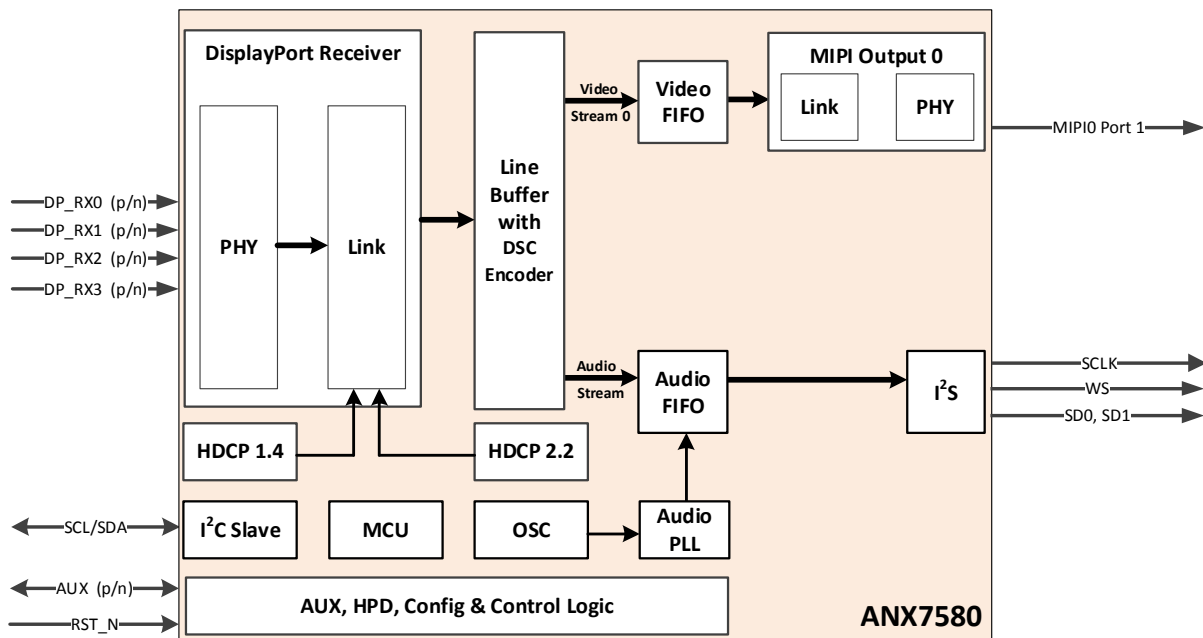 DisplayPort Receiver
PHY
Link
Line
Buffer
with
DSC
Encoder
Video
Stream 0
Video
FIFO
MIPI Output 0
Link
PHY
MIPI0 Port 1
DP_RX0 (p/n)
DP_RX1 (p/n)
DP_RX2 (p/n)
DP_RX3 (p/n)
Audio
Stream
Audio
FIFO
I²S
SCLK
WS
SD0, SD1
HDCP 1.4
HDCP 2.2
SCL/SDA
I²C Slave
MCU
OSC
Audio
PLL
AUX (p/n)
RST_N
AUX, HPD, Config & Control Logic
ANX7580